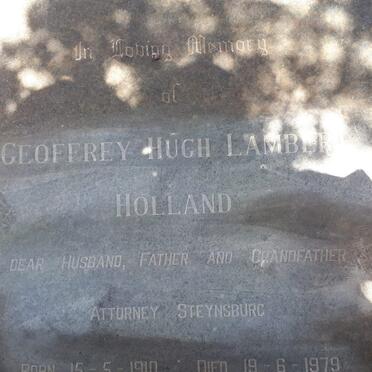 In Loving Memory
of
GEOFFREY HUGH LAMBERT
HOLLAND
DEAR HUSBAND, FATHER AND GRANDFATHER
ATTORNEY STEYNSBURG
BORN 15-5-1910 DIED 19-6-1979